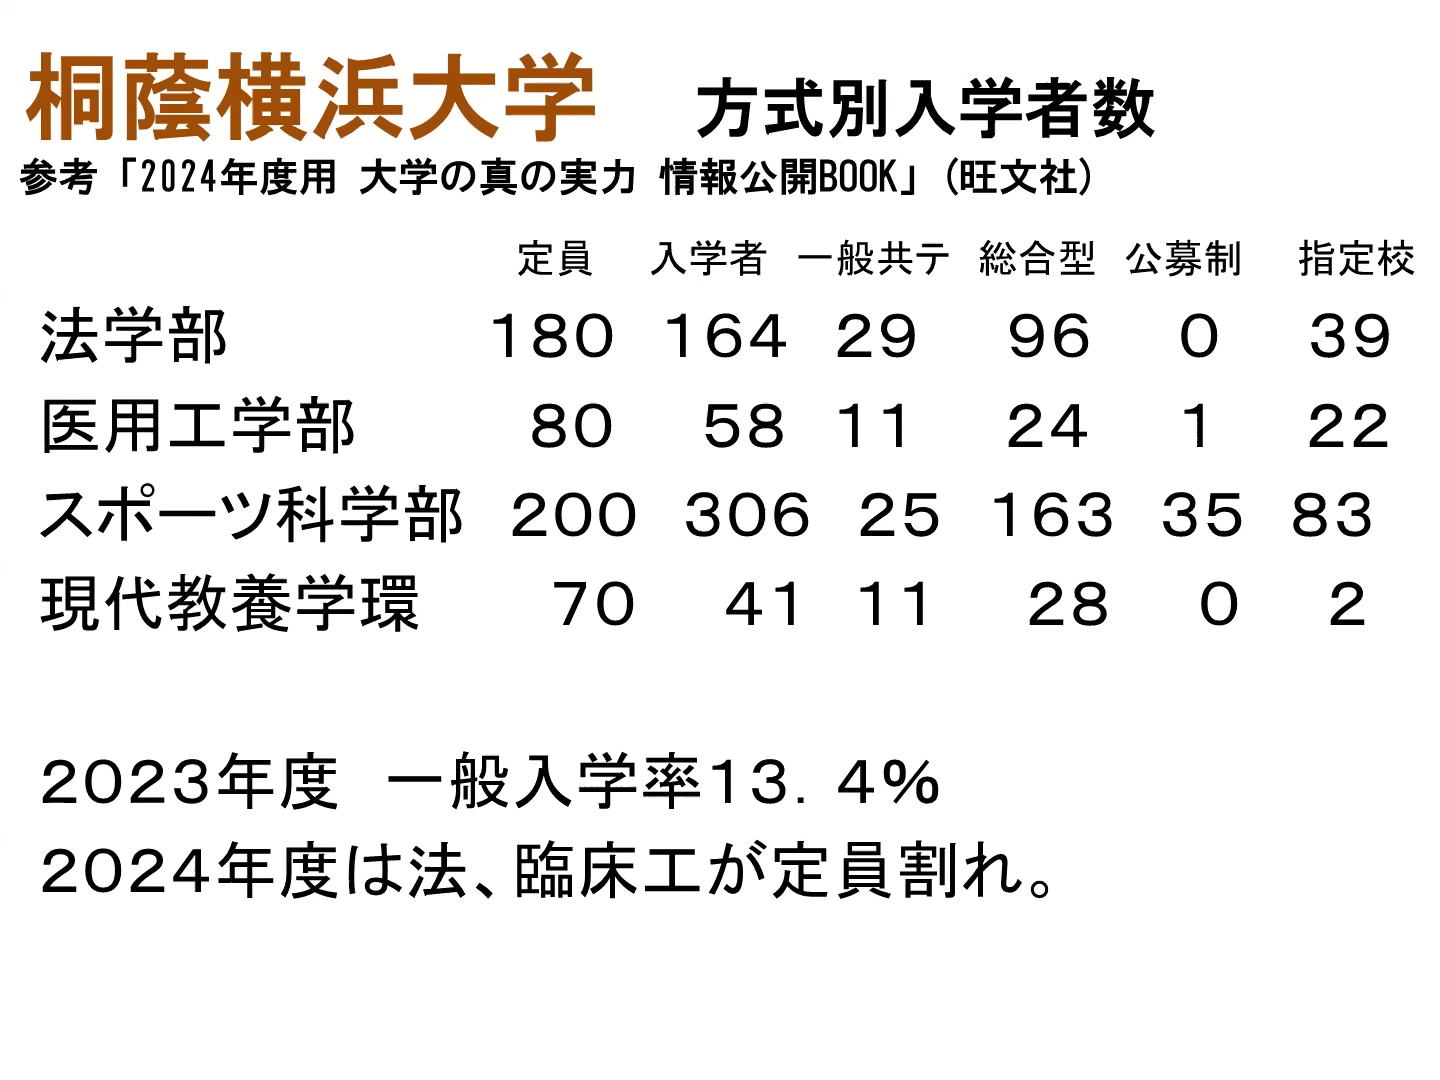 桐蔭横浜大学　方式別入学者数
参考「2024年度用 大学の真の実力 情報公開BOOK」(旺文社)
定員　入学者　一般共テ　総合型　公募制　指定校
法学部　１８０　１６４　２９　９６　０　３９
医用工学部　８０　５８　１１　２４　１　２２
スポーツ科学部　２００　３０６　２５　１６３　３５　８３
現代教養学環　７０　４１　１１　２８　０　２
２０２３年度　一般入学率１３．４％
２０２４年度は法、臨床工が定員割れ。